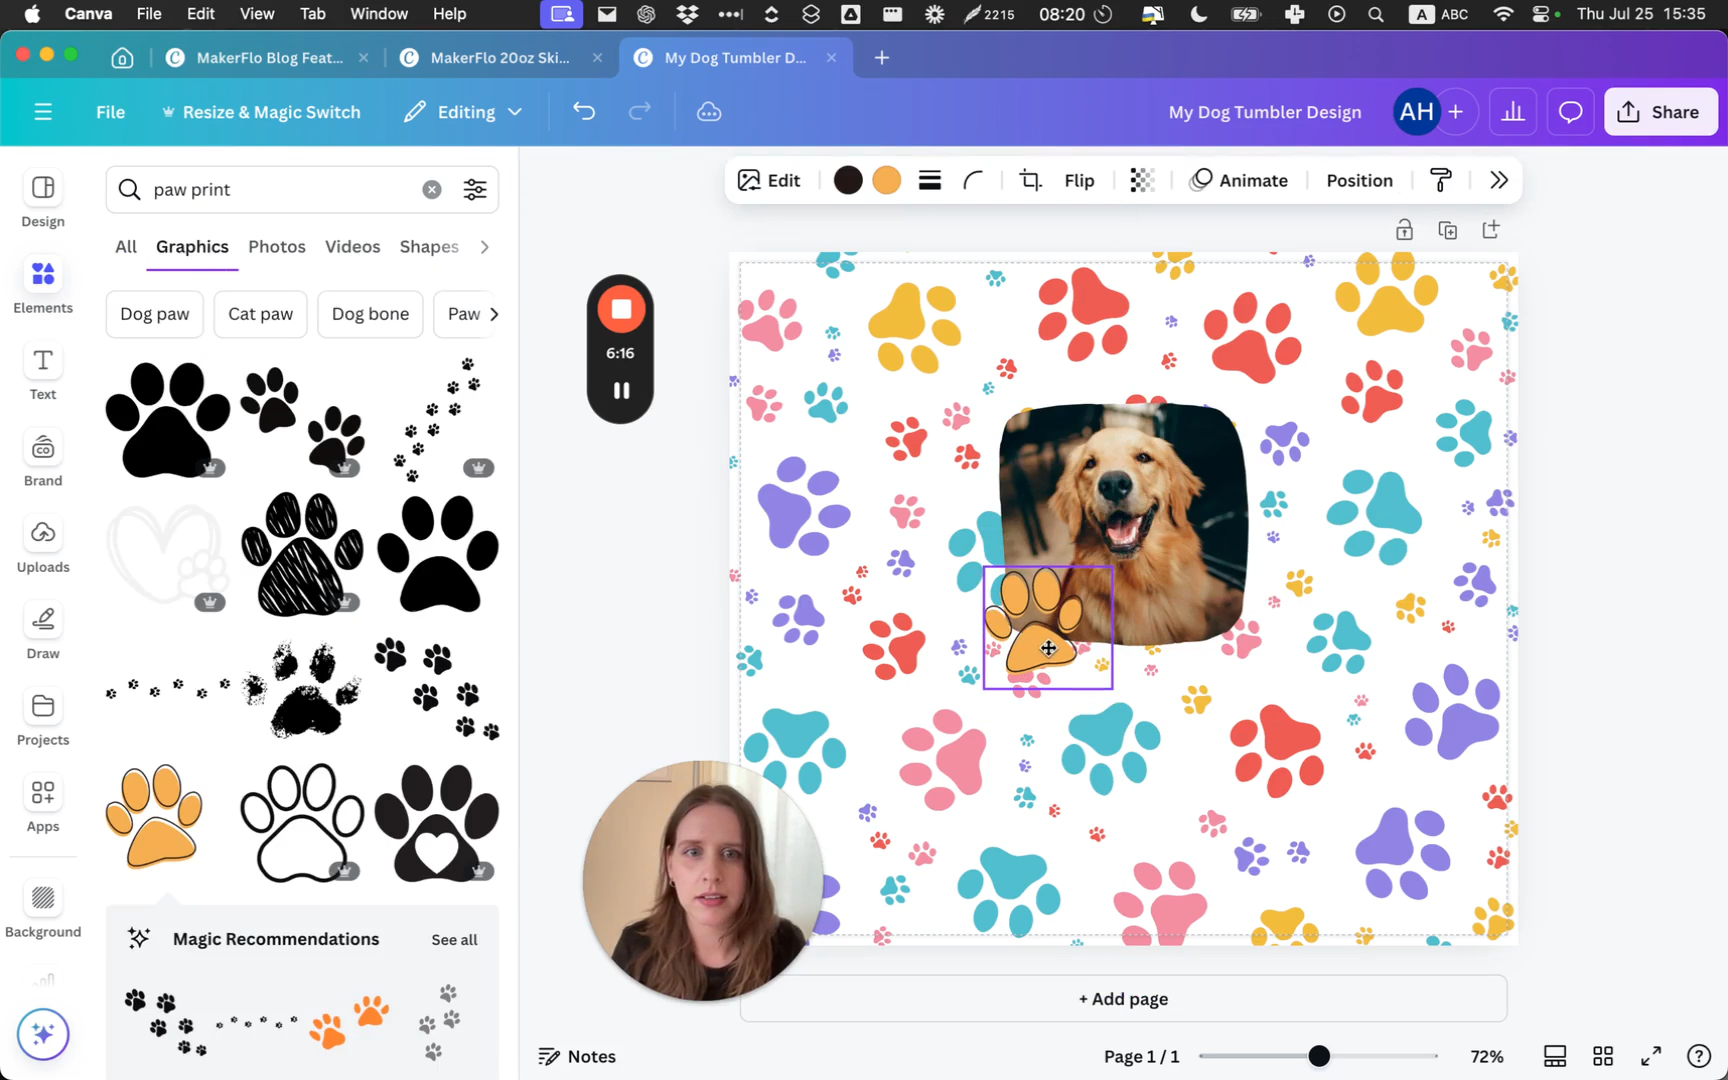 Canva File Edit View Tab Window Help 2215 08:20 A ABC Thu Jul 25 15:35
MakerFlo Blog Feat... MakerFlo 20oz Ski... My Dog Tumbler D...
File Resize & Magic Switch Editing My Dog Tumbler Design AH Share
paw print
Edit Flip Animate Position
Design
All Graphics Photos Videos Shapes
Elements
Dog paw Cat paw Dog bone Paw
6:16
Text
Brand
Uploads
Draw
Projects
Apps
Background
Magic Recommendations See all
+ Add page
Notes Page 1 / 1 72%